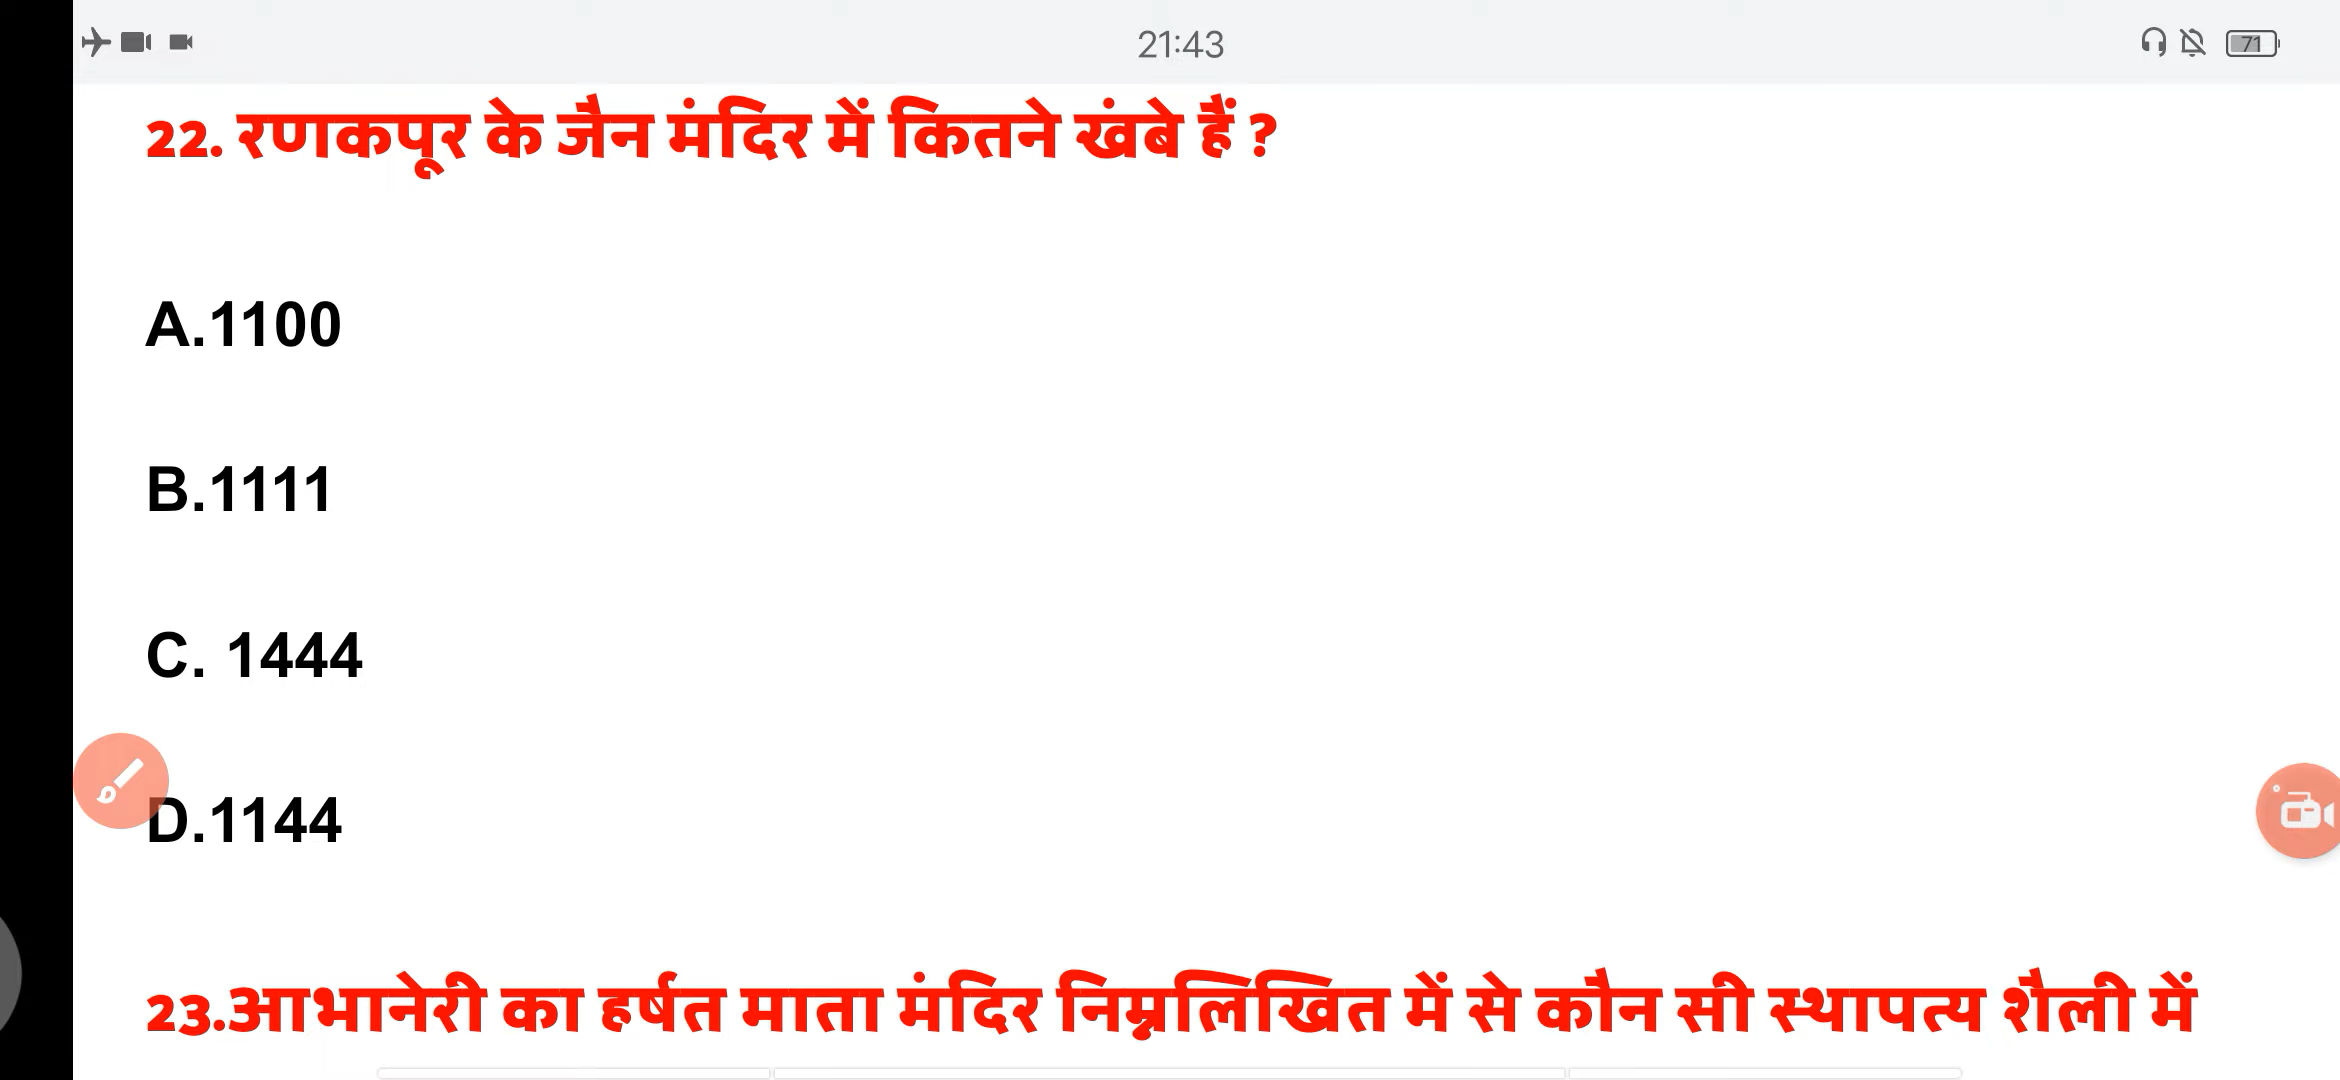 21:43
71
22. रणकपूर के जैन मंदिर में कितने खंबे हैं ?
A.1100
B.1111
C. 1444
D.1144
23.आभानेरी का हर्षत माता मंदिर निम्नलिखित में से कौन सी स्थापत्य शैली में